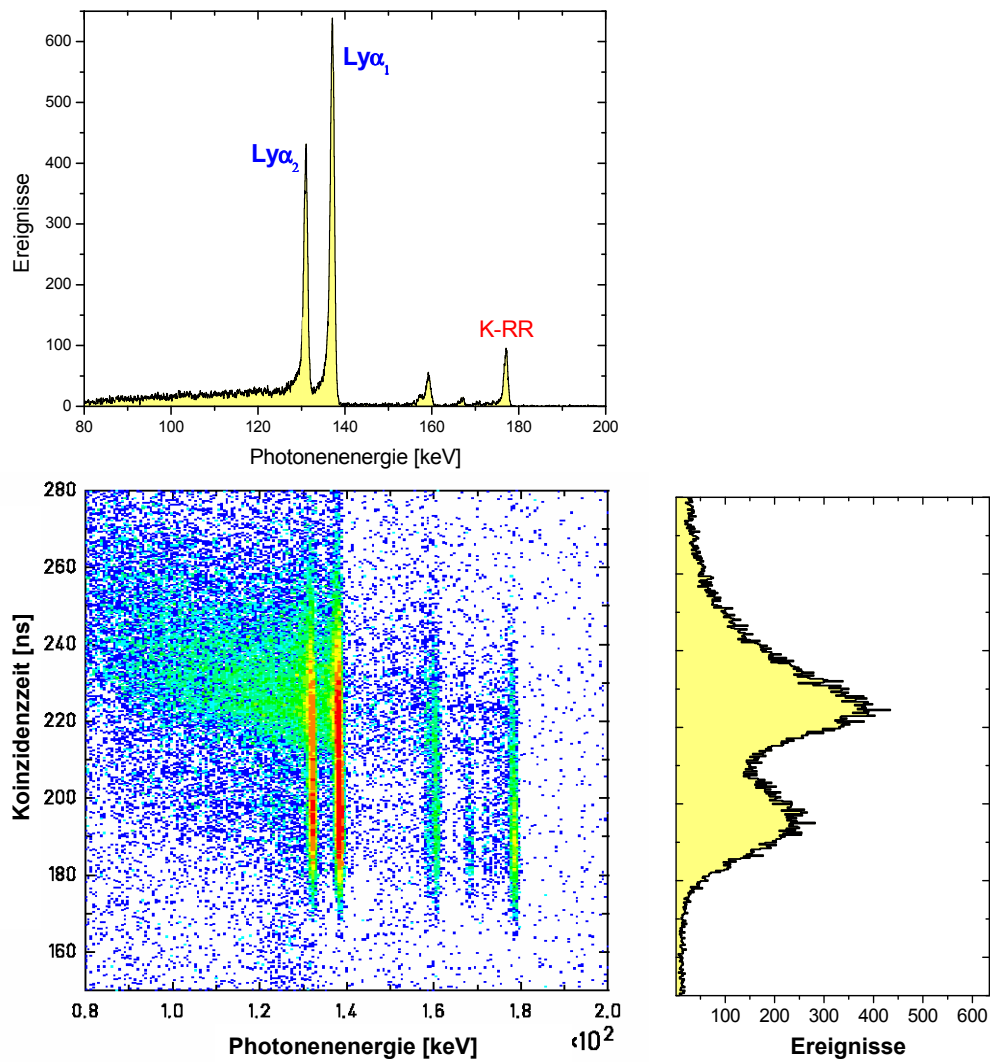 600
500
400
300
200
100
0
Ereignisse
Lyα1
Lyα2
K-RR
80 100 120 140 160 180 200
Photonenenergie [keV]
280
260
240
220
200
180
160
Koinzidenzzeit [ns]
0.8 1.0 1.2 1.4 1.6 1.8 2.0
Photonenenergie [keV] ×10²
100 200 300 400 500 600
Ereignisse